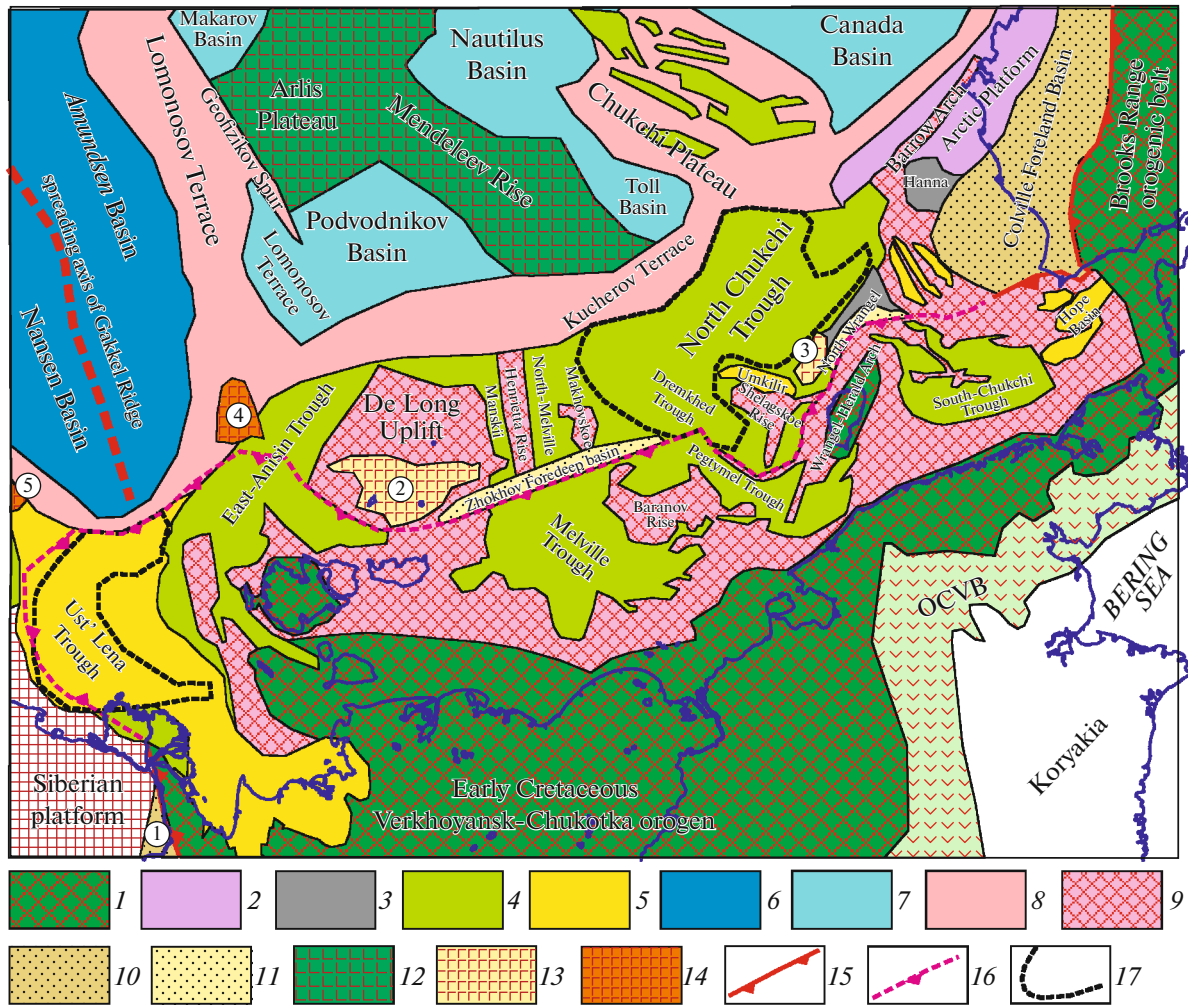 Makarov
Basin
Lomonosov Terrace
Geofizikov Spur
Arlis
Plateau
Nautilus
Basin
Mendeleev Rise
Canada
Basin
Chukchi Plateau
Toll
Basin
Barrow Arch
Arctic Platform
Hanna
Colville Foreland Basin
Brooks Range
orogenic belt
Amundsen Basin
spreading axis of Gakkel Ridge
Nansen Basin
Podvodnikov
Basin
Lomonosov
Terrace
Kucherov Terrace
North Chukchi
Trough
North Wrangel
Hope
Basin
3
Umkilir
Shelagskoe
Rise
Dremkhed
Trough
Wrangel-Herald Arch
South-Chukchi
Trough
4
De Long
Uplift
Manskii
Henrietta Rise
North-Melville
Makhovskoe
East-Anisin Trough
2
Zhokhov Foredeep basin
Pegtymel Trough
5
Baranov
Rise
Melville
Trough
Ust' Lena
Trough
OCVB
BERING
SEA
Koryakia
Siberian
platform
1
Early Cretaceous
Verkhoyansk-Chukotka orogen
1
2
3
4
5
6
7
8
9
10
11
12
13
14
15
16
17